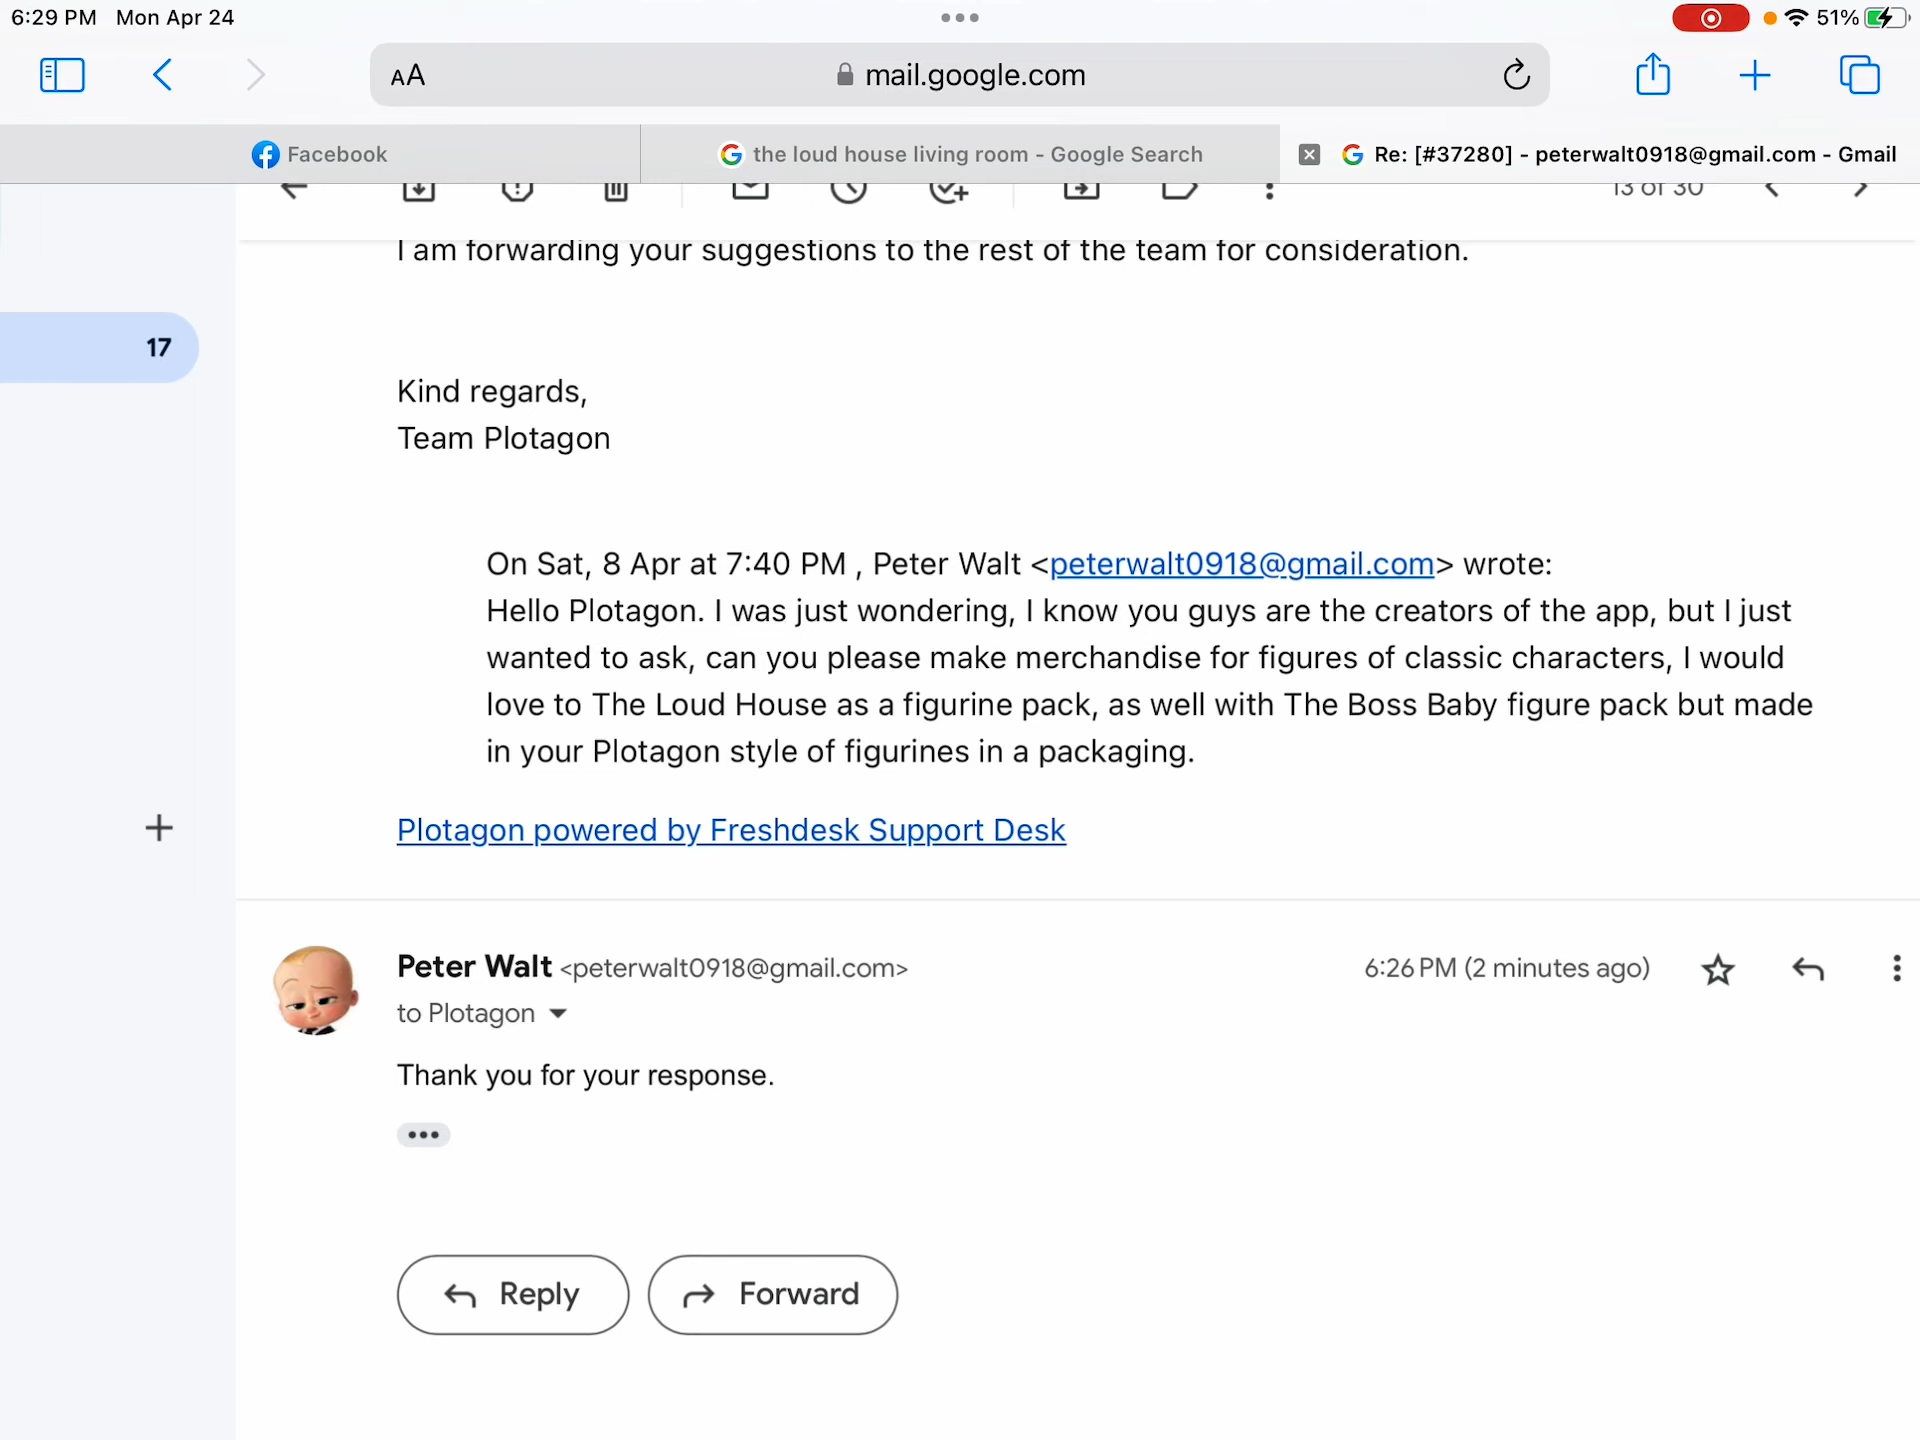 6:29 PM Mon Apr 24
51%
AA mail.google.com
Facebook
the loud house living room - Google Search
Re: [#37280] - peterwalt0918@gmail.com - Gmail
13 of 30
I am forwarding your suggestions to the rest of the team for consideration.
17
Kind regards,
Team Plotagon
On Sat, 8 Apr at 7:40 PM , Peter Walt <peterwalt0918@gmail.com> wrote:
Hello Plotagon. I was just wondering, I know you guys are the creators of the app, but I just
wanted to ask, can you please make merchandise for figures of classic characters, I would
love to The Loud House as a figurine pack, as well with The Boss Baby figure pack but made
in your Plotagon style of figurines in a packaging.
Plotagon powered by Freshdesk Support Desk
Peter Walt <peterwalt0918@gmail.com>
6:26 PM (2 minutes ago)
to Plotagon
Thank you for your response.
Reply
Forward